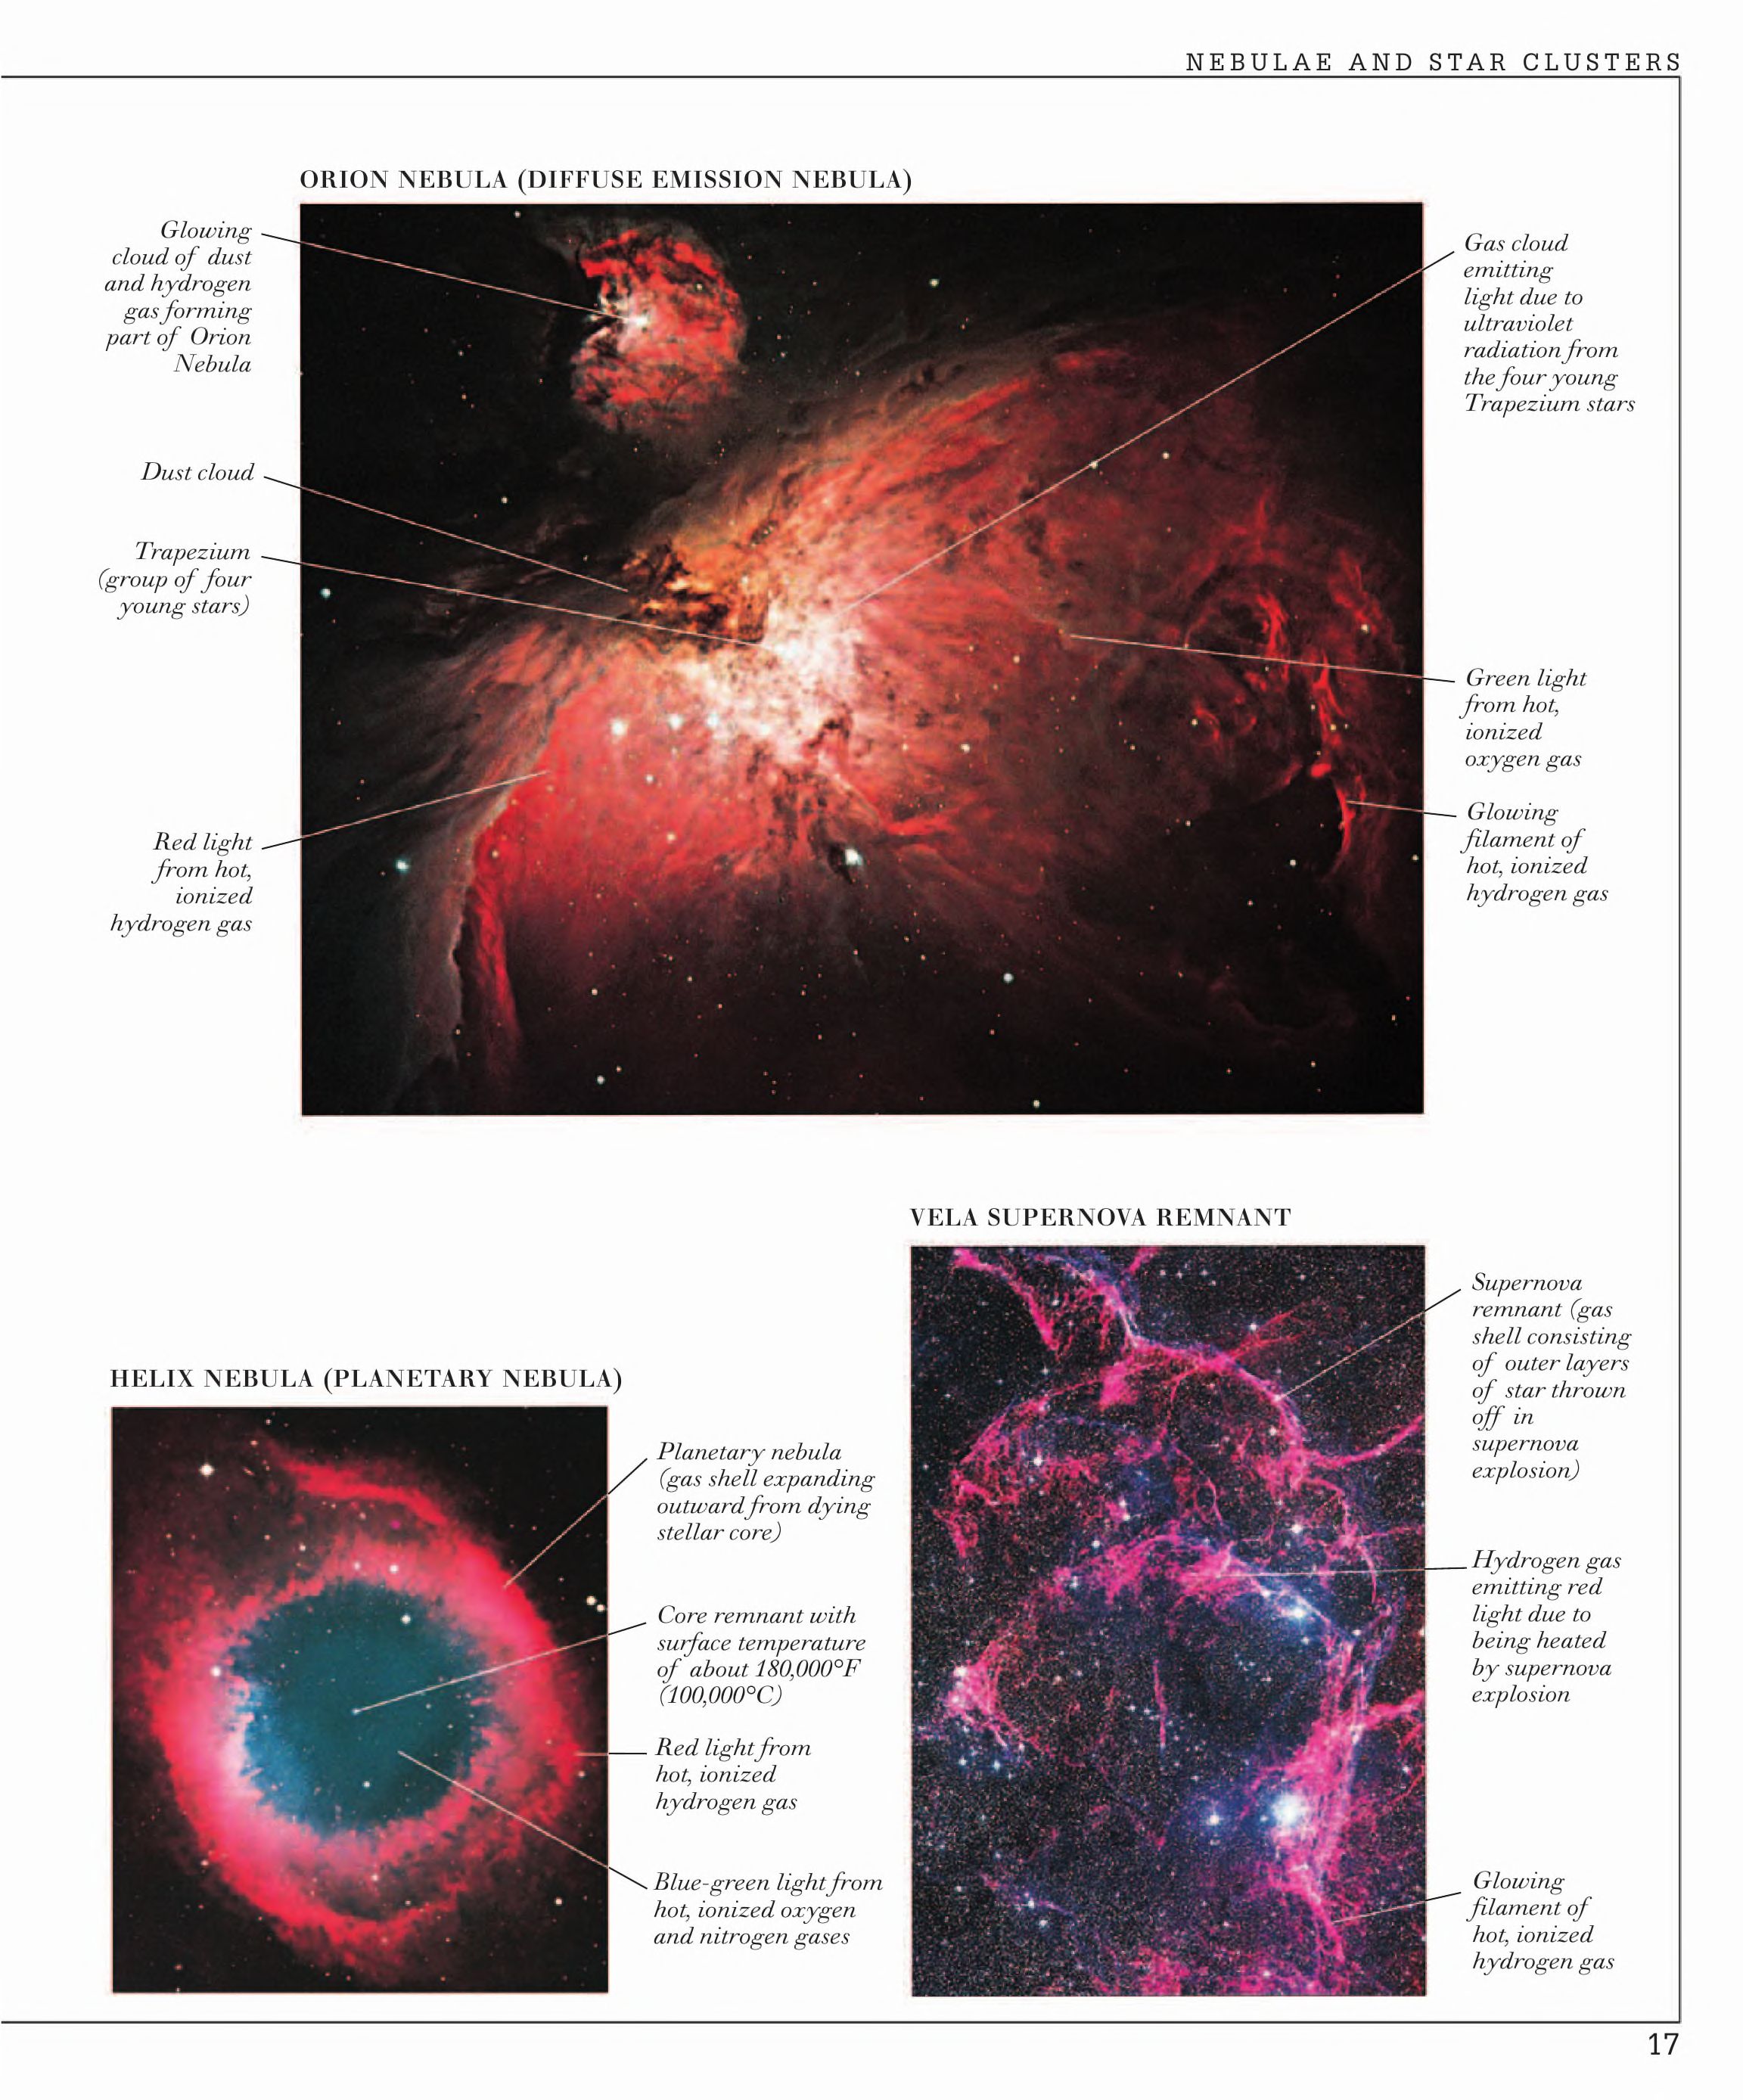 NEBULAE AND STAR CLUSTERS
ORION NEBULA (DIFFUSE EMISSION NEBULA)
Glowing
cloud of dust
and hydrogen
gas forming
part of Orion
Nebula
Dust cloud
Trapezium
(group of four
young stars)
Red light
from hot,
ionized
hydrogen gas
Gas cloud
emitting
light due to
ultraviolet
radiation from
the four young
Trapezium stars
Green light
from hot,
ionized
oxygen gas
Glowing
filament of
hot, ionized
hydrogen gas
HELIX NEBULA (PLANETARY NEBULA)
Planetary nebula
(gas shell expanding
outward from dying
stellar core)
Core remnant with
surface temperature
of about 180,000°F
(100,000°C)
Red light from
hot, ionized
hydrogen gas
Blue-green light from
hot, ionized oxygen
and nitrogen gases
VELA SUPERNOVA REMNANT
Supernova
remnant (gas
shell consisting
of outer layers
of star thrown
off in
supernova
explosion)
Hydrogen gas
emitting red
light due to
being heated
by supernova
explosion
Glowing
filament of
hot, ionized
hydrogen gas
17